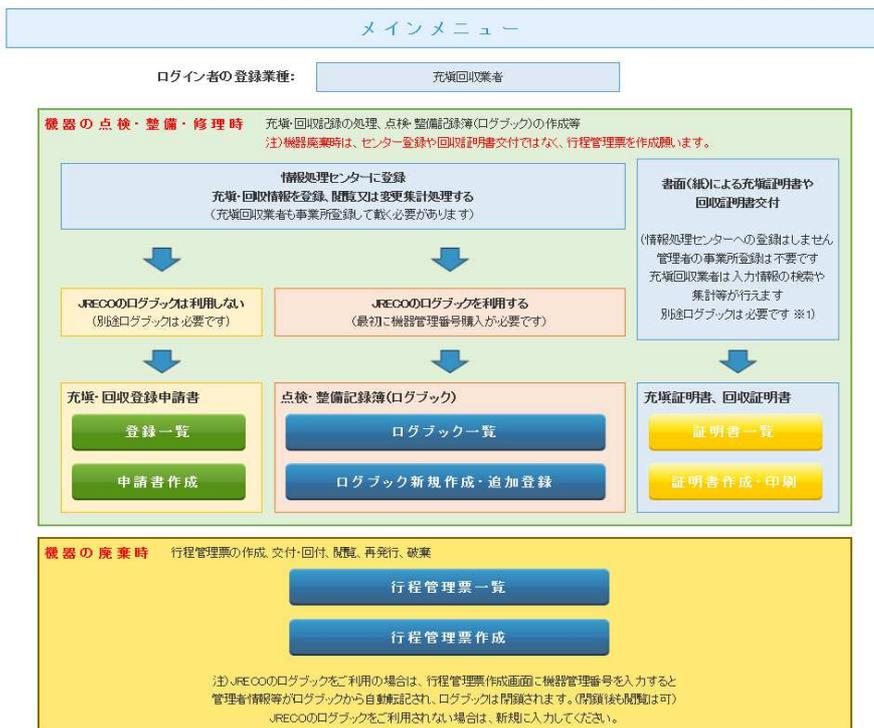 メインメニュー
ログイン者の登録業種:
充塡回収業者
機器の点検・整備・修理時
充塡・回収記録の処理、点検・整備記録簿(ログブック)の作成等
注)機器廃棄時は、センター登録や回収証明書交付ではなく、行程管理票を作成願います。
情報処理センターに登録
充塡・回収情報を登録、閲覧又は変更集計処理する
(充塡回収業者も事業所登録して戴く必要があります)
書面(紙)による充塡証明書や
回収証明書交付
(情報処理センターへの登録はしません
管理者の事業所登録は不要です
充塡回収業者は入力情報の検索や
集計等が行えます
別途ログブックは必要です ※1)
JRECOのログブックは利用しない
(別途ログブックは必要です)
JRECOのログブックを利用する
(最初に機器管理番号購入が必要です)
充塡・回収登録申請書
登録一覧
申請書作成
点検・整備記録簿(ログブック)
ログブック一覧
ログブック新規作成・追加登録
充塡証明書、回収証明書
証明書一覧
証明書作成・印刷
機器の廃棄時
行程管理票の作成、交付・回付、閲覧、再発行、破棄
行程管理票一覧
行程管理票作成
注)JRECOのログブックをご利用の場合は、行程管理票作成画面に機器管理番号を入力すると
管理者情報等がログブックから自動転記され、ログブックは閉鎖されます。(閉鎖後も閲覧は可)
JRECOのログブックをご利用されない場合は、新規に入力してください。